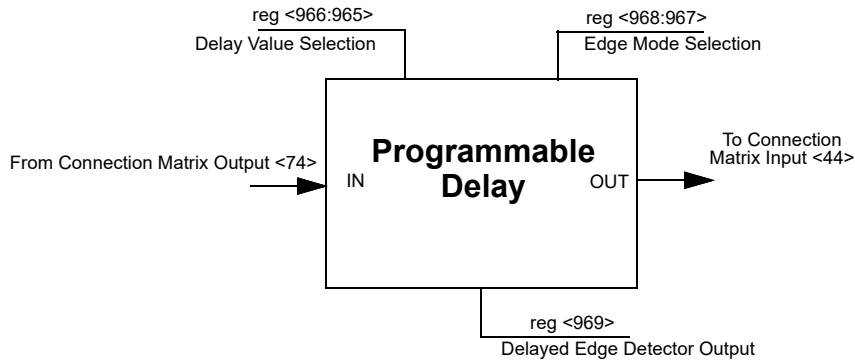 reg <966:965>
Delay Value Selection
reg <968:967>
Edge Mode Selection
From Connection Matrix Output <74>
IN
Programmable
Delay
OUT
To Connection
Matrix Input <44>
reg <969>
Delayed Edge Detector Output